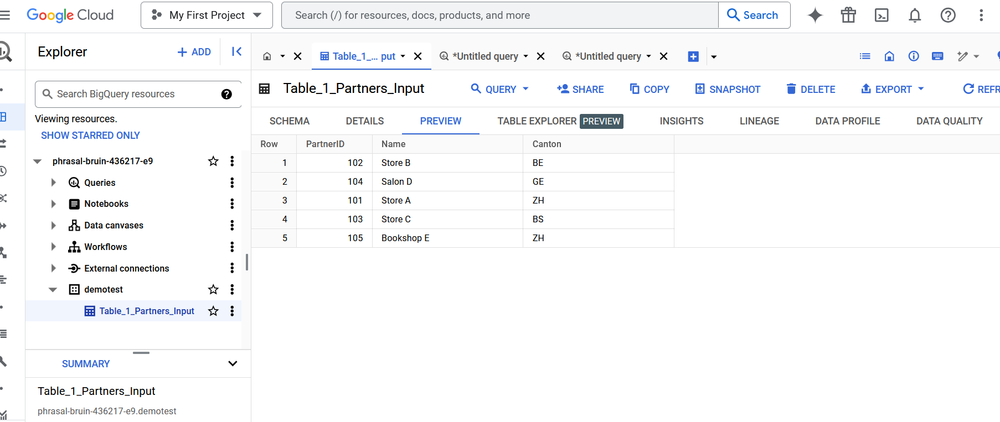 Google Cloud
My First Project
Search (/) for resources, docs, products, and more
Search
Explorer
ADD
Table_1_... put
*Untitled query
*Untitled query
Search BigQuery resources
Viewing resources.
SHOW STARRED ONLY
phrasal-bruin-436217-e9
Queries
Notebooks
Data canvases
Workflows
External connections
demotest
Table_1_Partners_Input
SUMMARY
Table_1_Partners_Input
phrasal-bruin-436217-e9.demotest
Table_1_Partners_Input
QUERY
SHARE
COPY
SNAPSHOT
DELETE
EXPORT
REFR
SCHEMA
DETAILS
PREVIEW
TABLE EXPLORER PREVIEW
INSIGHTS
LINEAGE
DATA PROFILE
DATA QUALITY
Row PartnerID Name Canton
1 102 Store B BE
2 104 Salon D GE
3 101 Store A ZH
4 103 Store C BS
5 105 Bookshop E ZH